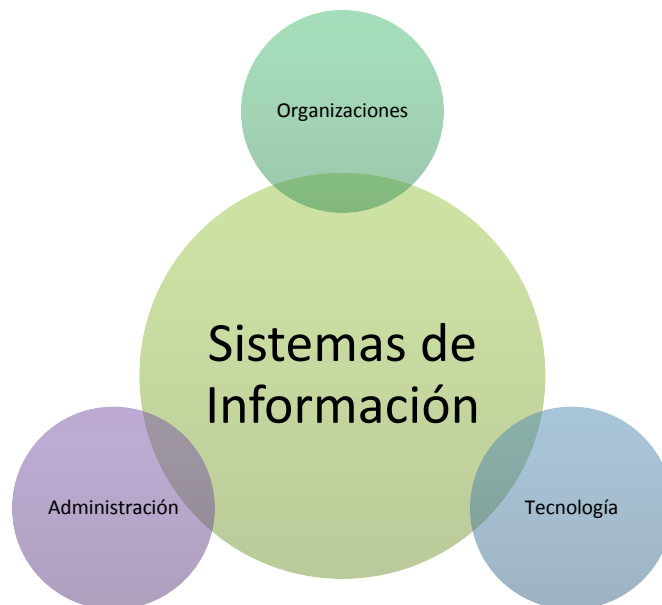 Organizaciones
Sistemas de
Información
Administración
Tecnología